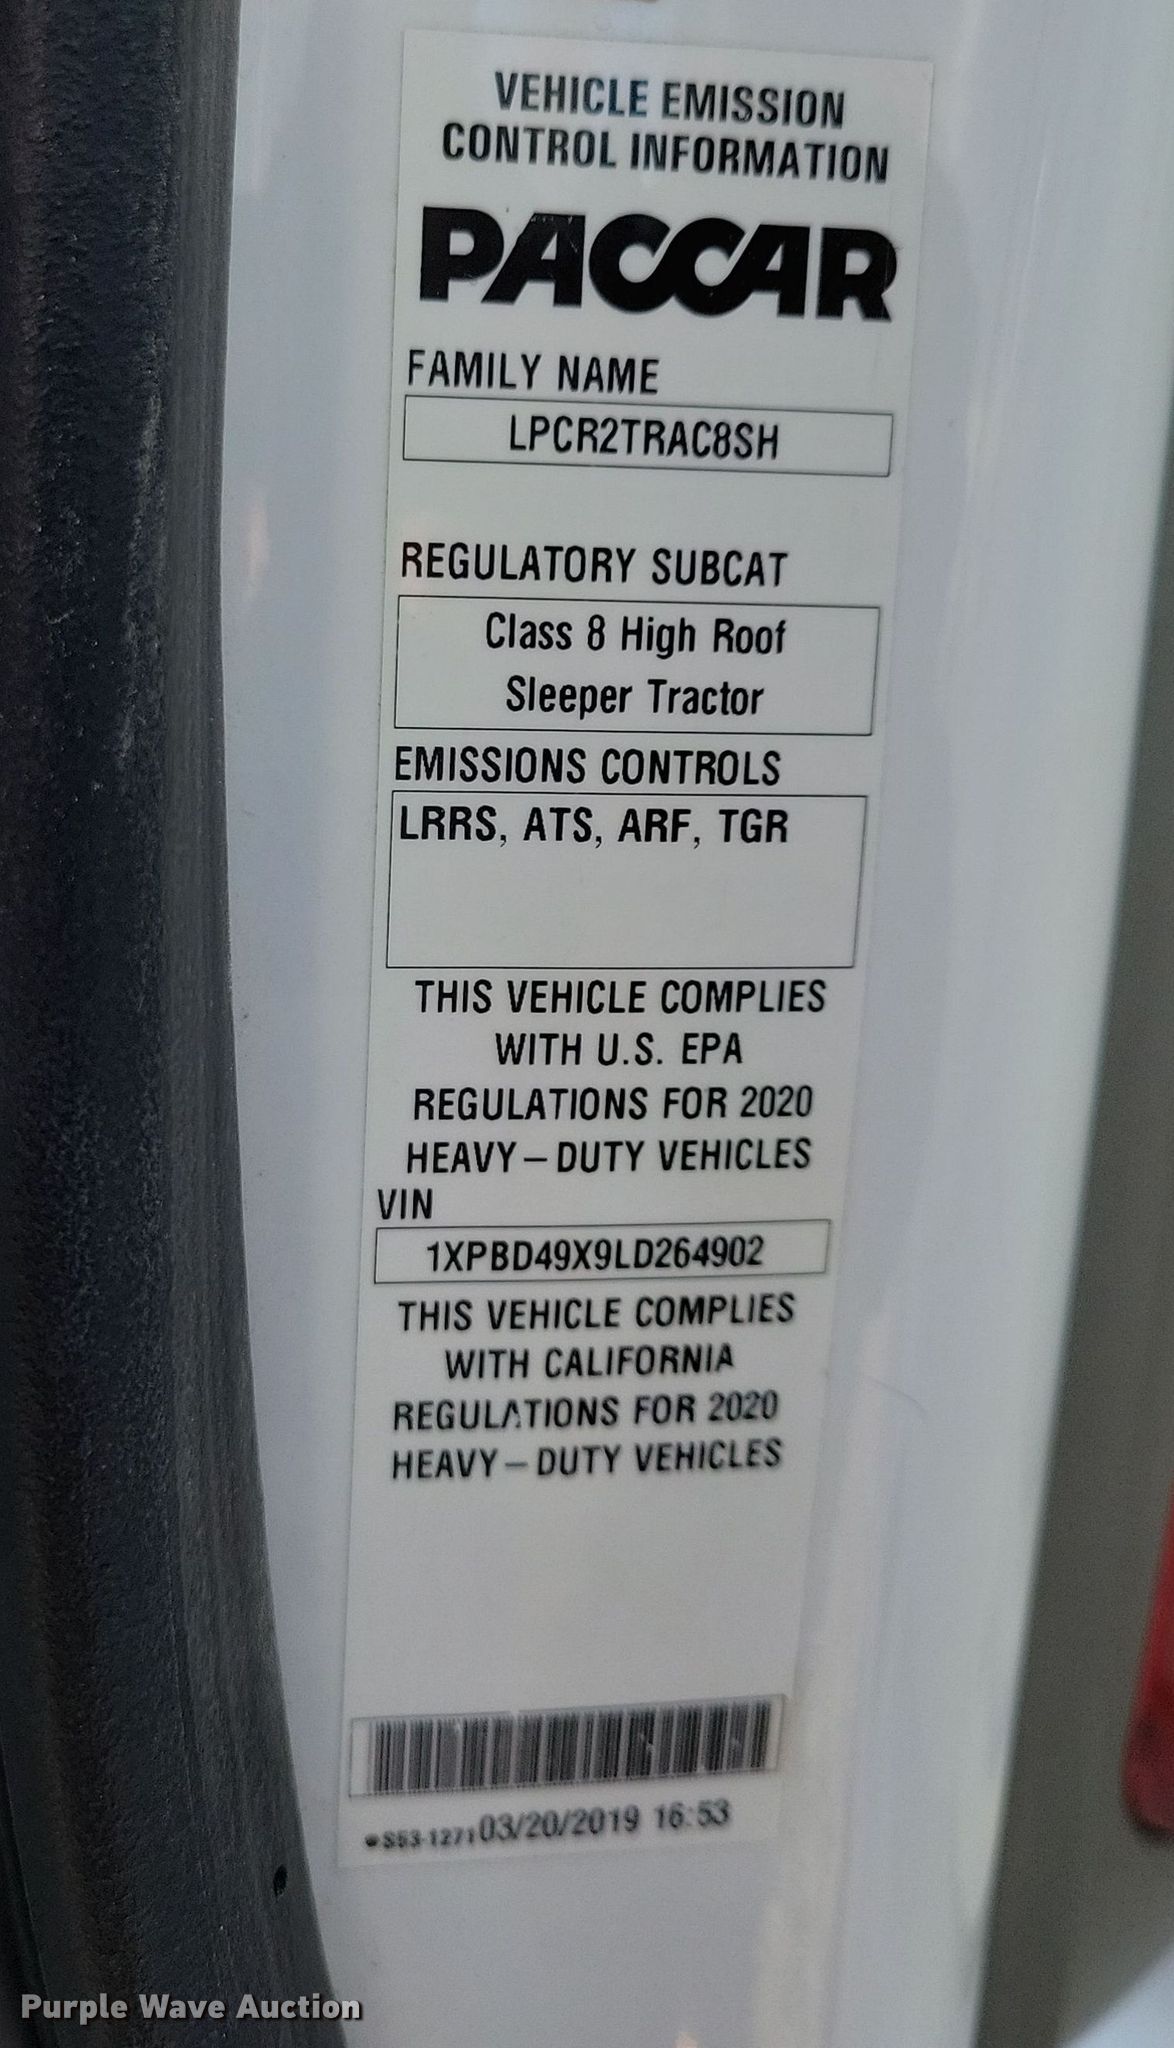 VEHICLE EMISSION
CONTROL INFORMATION
PACCAR
FAMILY NAME
LPCR2TRAC8SH
REGULATORY SUBCAT
Class 8 High Roof
Sleeper Tractor
EMISSIONS CONTROLS
LRRS, ATS, ARF, TGR
THIS VEHICLE COMPLIES
WITH U.S. EPA
REGULATIONS FOR 2020
HEAVY–DUTY VEHICLES
VIN
1XPBD49X9LD264902
THIS VEHICLE COMPLIES
WITH CALIFORNIA
REGULATIONS FOR 2020
HEAVY–DUTY VEHICLES
S53-1271 03/20/2019 16:53
Purple Wave Auction